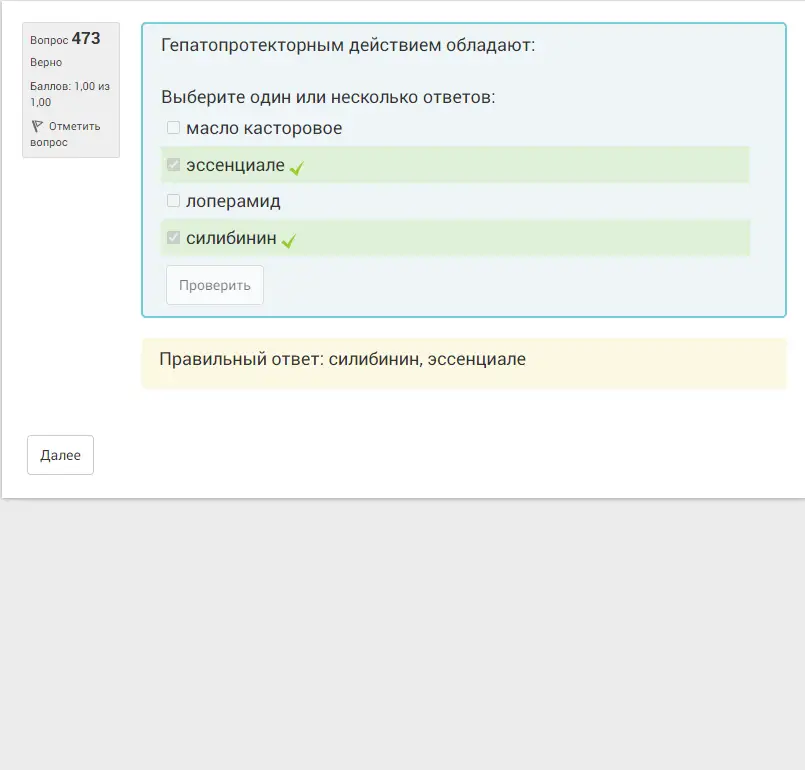 Вопрос 473
Верно
Баллов: 1,00 из
1,00
Отметить
вопрос
Гепатопротекторным действием обладают:
Выберите один или несколько ответов:
масло касторовое
эссенциале
лоперамид
силибинин
Проверить
Правильный ответ: силибинин, эссенциале
Далее